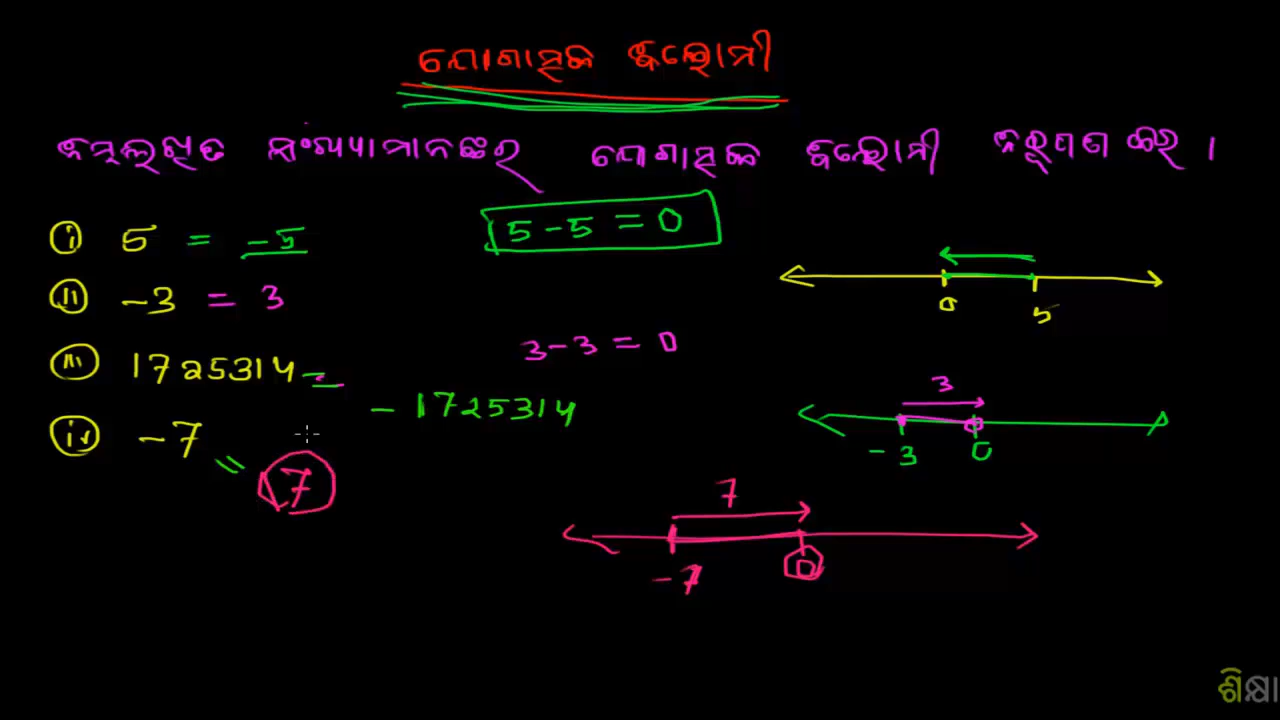 ଯୋଗାତ୍ମକ ବିଲୋମୀ
ନିମ୍ନଲିଖିତ ସଂଖ୍ୟାମାନଙ୍କର ଯୋଗାତ୍ମକ ବିଲୋମୀ ନିରୂପଣ କର ।
(i) 5 = -5
5 - 5 = 0
0 5
(ii) -3 = 3
3 - 3 = 0
(iii) 1725314 = - 1725314
3
-3 0
(iv) -7 = 7
7
-7 0
ଶିକ୍ଷା